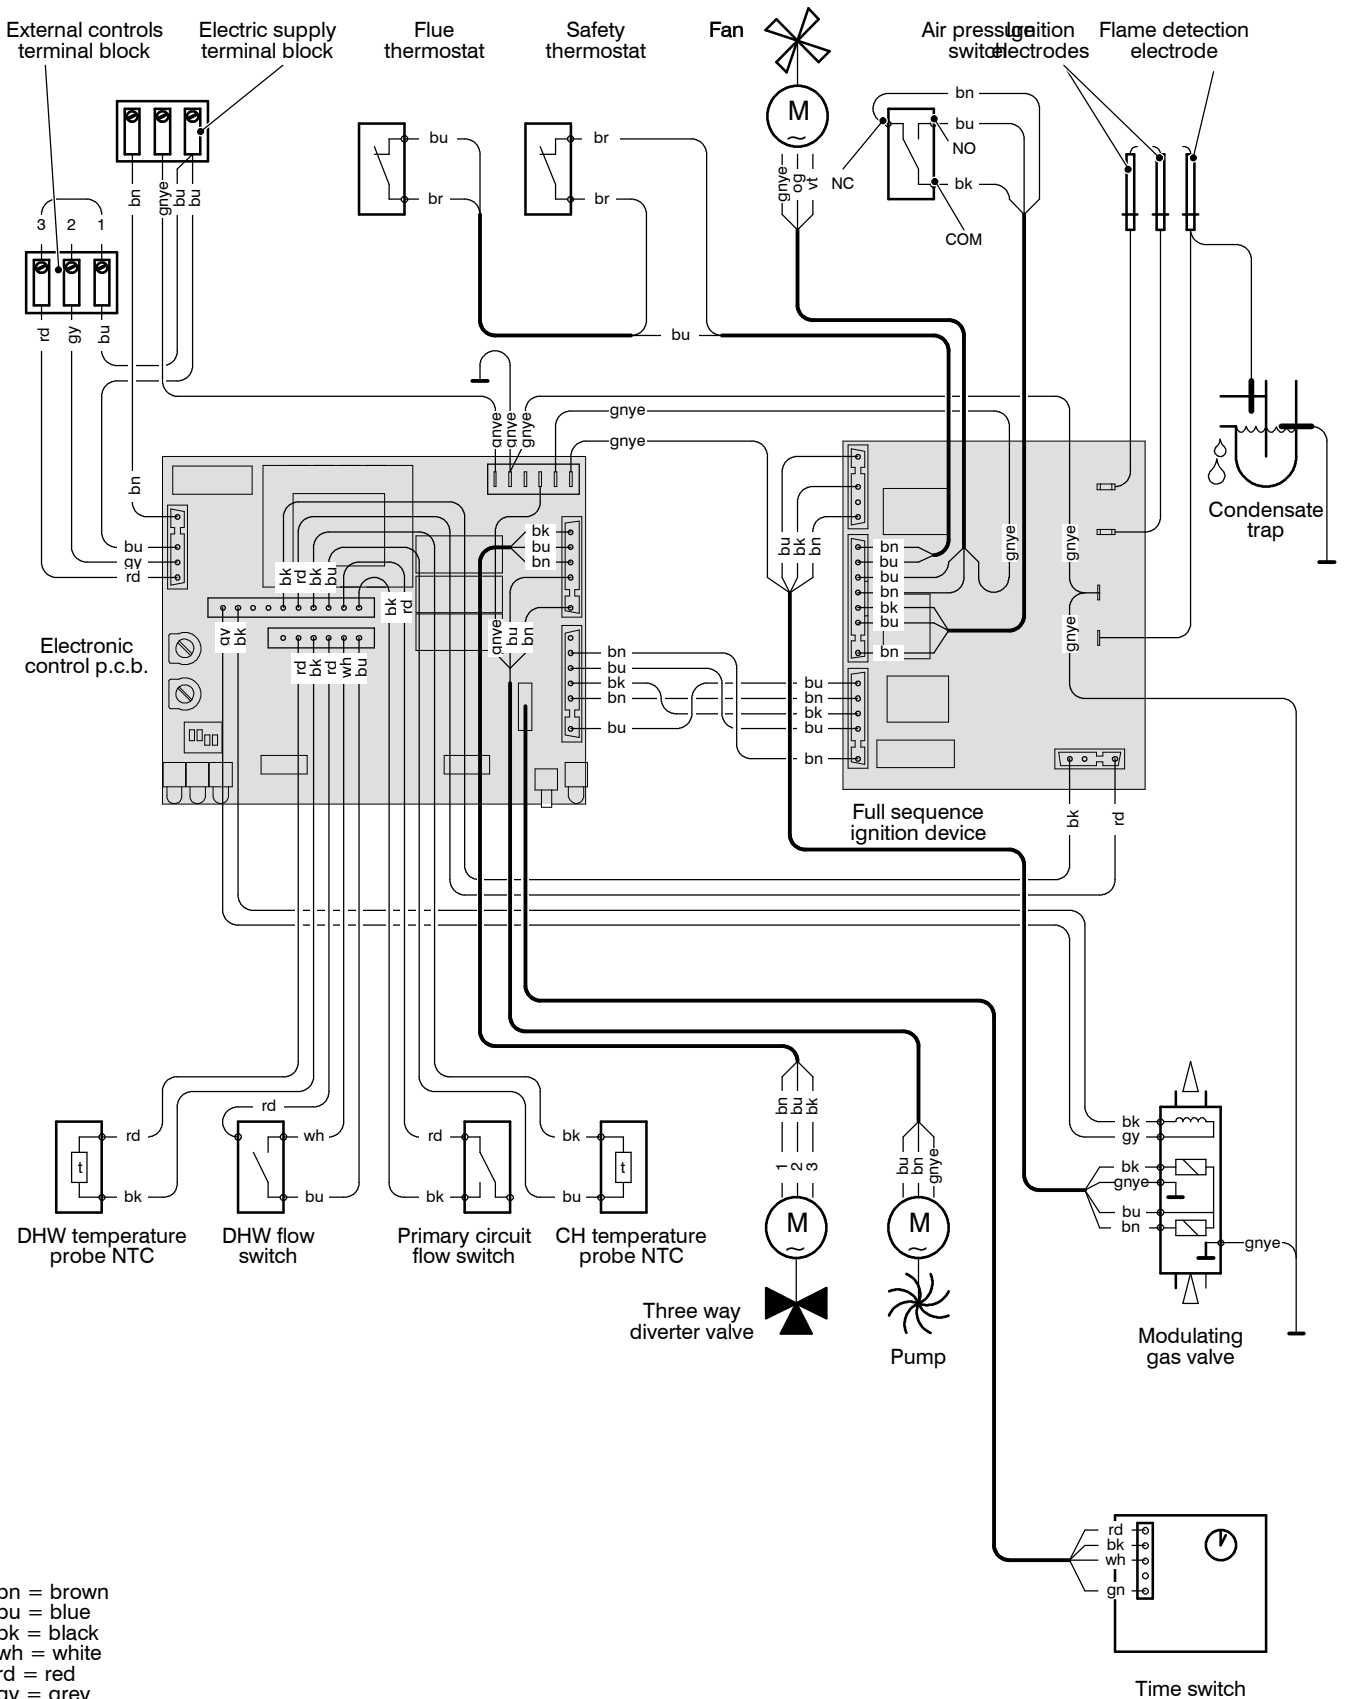 External controls
terminal block
Electric supply
terminal block
Flue
thermostat
Safety
thermostat
Fan
Air pressure
switch
Ignition
electrodes
Flame detection
electrode
M
~
bn
bu
NO
NC
bk
COM
bu
br
br
br
gnye
og
vt
bn
gnye
bu
bu
3
2
1
rd
gy
bu
bu
gnye
gnye
gnye
gnye
gnye
bn
bu
gy
rd
Condensate
trap
bk
bu
bn
bu
bk
bn
gnye
gnye
bn
bu
bu
bn
bk
bu
bn
bk
rd
bk
bu
bk
rd
gy
bk
gnye
bu
bn
gnye
rd
bk
rd
wh
bu
Electronic
control p.c.b.
bn
bu
bk
bn
bu
bu
bn
bk
bu
bn
Full sequence
ignition device
bk
rd
rd
bk
t
DHW temperature
probe NTC
rd
wh
bu
DHW flow
switch
rd
bk
Primary circuit
flow switch
bk
bu
t
CH temperature
probe NTC
bn
bu
bk
1
2
3
M
~
Three way
diverter valve
bu
bn
gnye
M
~
Pump
bk
gy
bk
gnye
bu
bn
gnye
Modulating
gas valve
rd
bk
wh
gn
Time switch
bn = brown
bu = blue
bk = black
wh = white
rd = red
gy = grey